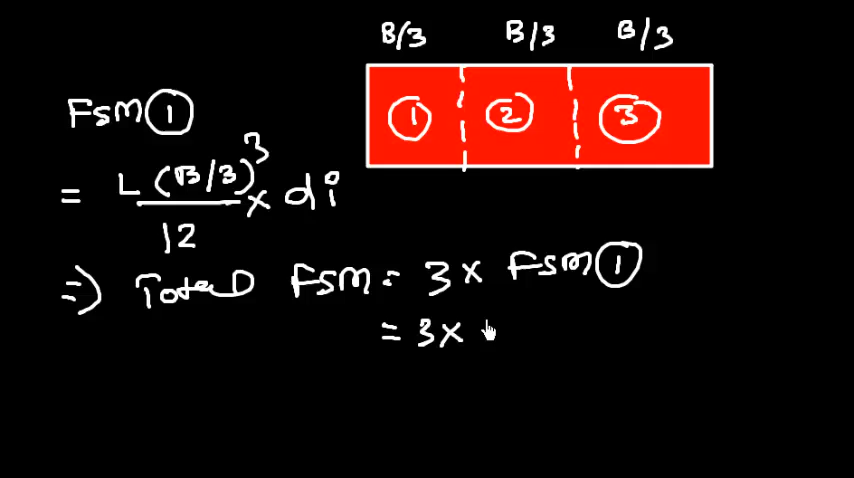 B/3 B/3 B/3
FSM ①
① ② ③
= L (B/3)³ / 12 × di
=> Total FSM = 3 × FSM ①
= 3 ×